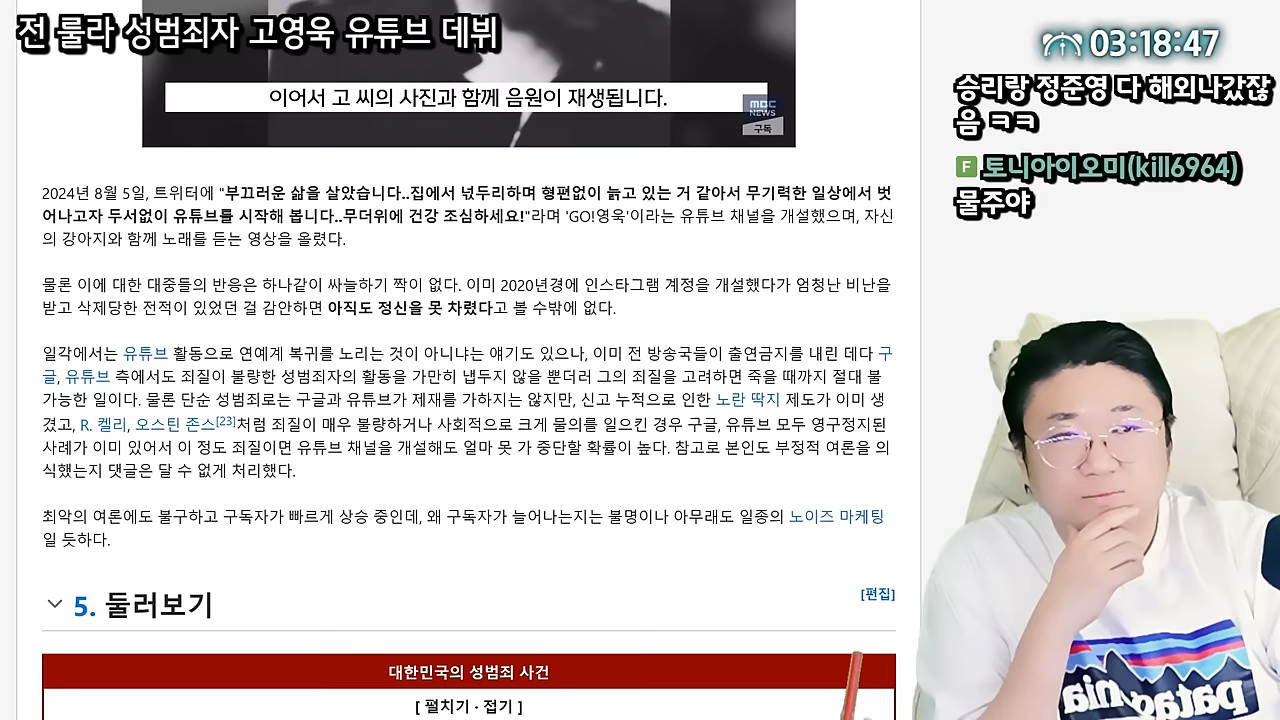 전 룰라 성범죄자 고영욱 유튜브 데뷔
이어서 고 씨의 사진과 함께 음원이 재생됩니다.
MBC
NEWS
구독
03:18:47
승리랑 정준영 다 해외나갔잖
음 ㅋㅋ
F 토니아이오미(kill6964)
물주야
2024년 8월 5일, 트위터에 "부끄러운 삶을 살았습니다..집에서 넋두리하며 형편없이 늙고 있는 거 같아서 무기력한 일상에서 벗
어나고자 두서없이 유튜브를 시작해 봅니다..무더위에 건강 조심하세요!"라며 'GO!영욱'이라는 유튜브 채널을 개설했으며, 자신
의 강아지와 함께 노래를 듣는 영상을 올렸다.
물론 이에 대한 대중들의 반응은 하나같이 싸늘하기 짝이 없다. 이미 2020년경에 인스타그램 계정을 개설했다가 엄청난 비난을
받고 삭제당한 전적이 있었던 걸 감안하면 아직도 정신을 못 차렸다고 볼 수밖에 없다.
일각에서는 유튜브 활동으로 연예계 복귀를 노리는 것이 아니냐는 얘기도 있으나, 이미 전 방송국들이 출연금지를 내린 데다 구
글, 유튜브 측에서도 죄질이 불량한 성범죄자의 활동을 가만히 냅두지 않을 뿐더러 그의 죄질을 고려하면 죽을 때까지 절대 불
가능한 일이다. 물론 단순 성범죄로는 구글과 유튜브가 제재를 가하지는 않지만, 신고 누적으로 인한 노란 딱지 제도가 이미 생
겼고, R. 켈리, 오스틴 존스[23]처럼 죄질이 매우 불량하거나 사회적으로 크게 물의를 일으킨 경우 구글, 유튜브 모두 영구정지된
사례가 이미 있어서 이 정도 죄질이면 유튜브 채널을 개설해도 얼마 못 가 중단할 확률이 높다. 참고로 본인도 부정적 여론을 의
식했는지 댓글은 달 수 없게 처리했다.
최악의 여론에도 불구하고 구독자가 빠르게 상승 중인데, 왜 구독자가 늘어나는지는 불명이나 아무래도 일종의 노이즈 마케팅
일 듯하다.
5. 둘러보기
[편집]
대한민국의 성범죄 사건
[ 펼치기 · 접기 ]
patagonia